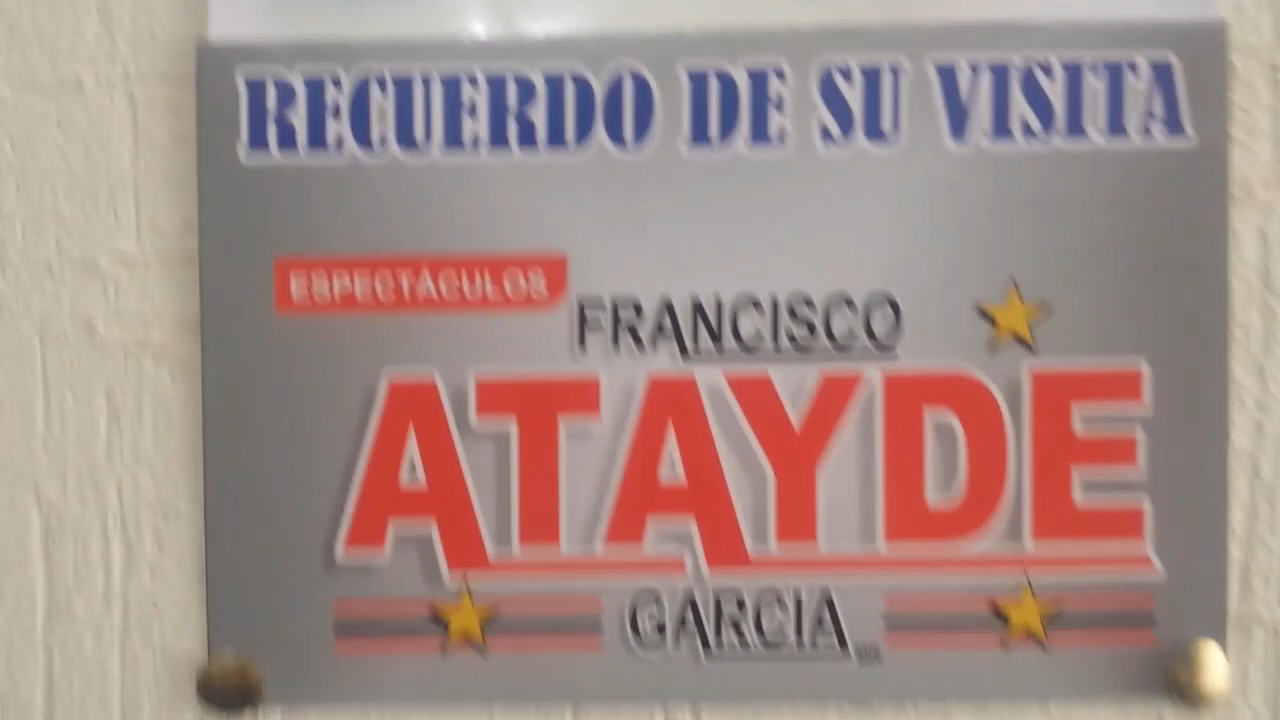 RECUERDO DE SU VISITA
ESPECTÁCULOS
FRANCISCO
ATAYDE
GARCIA